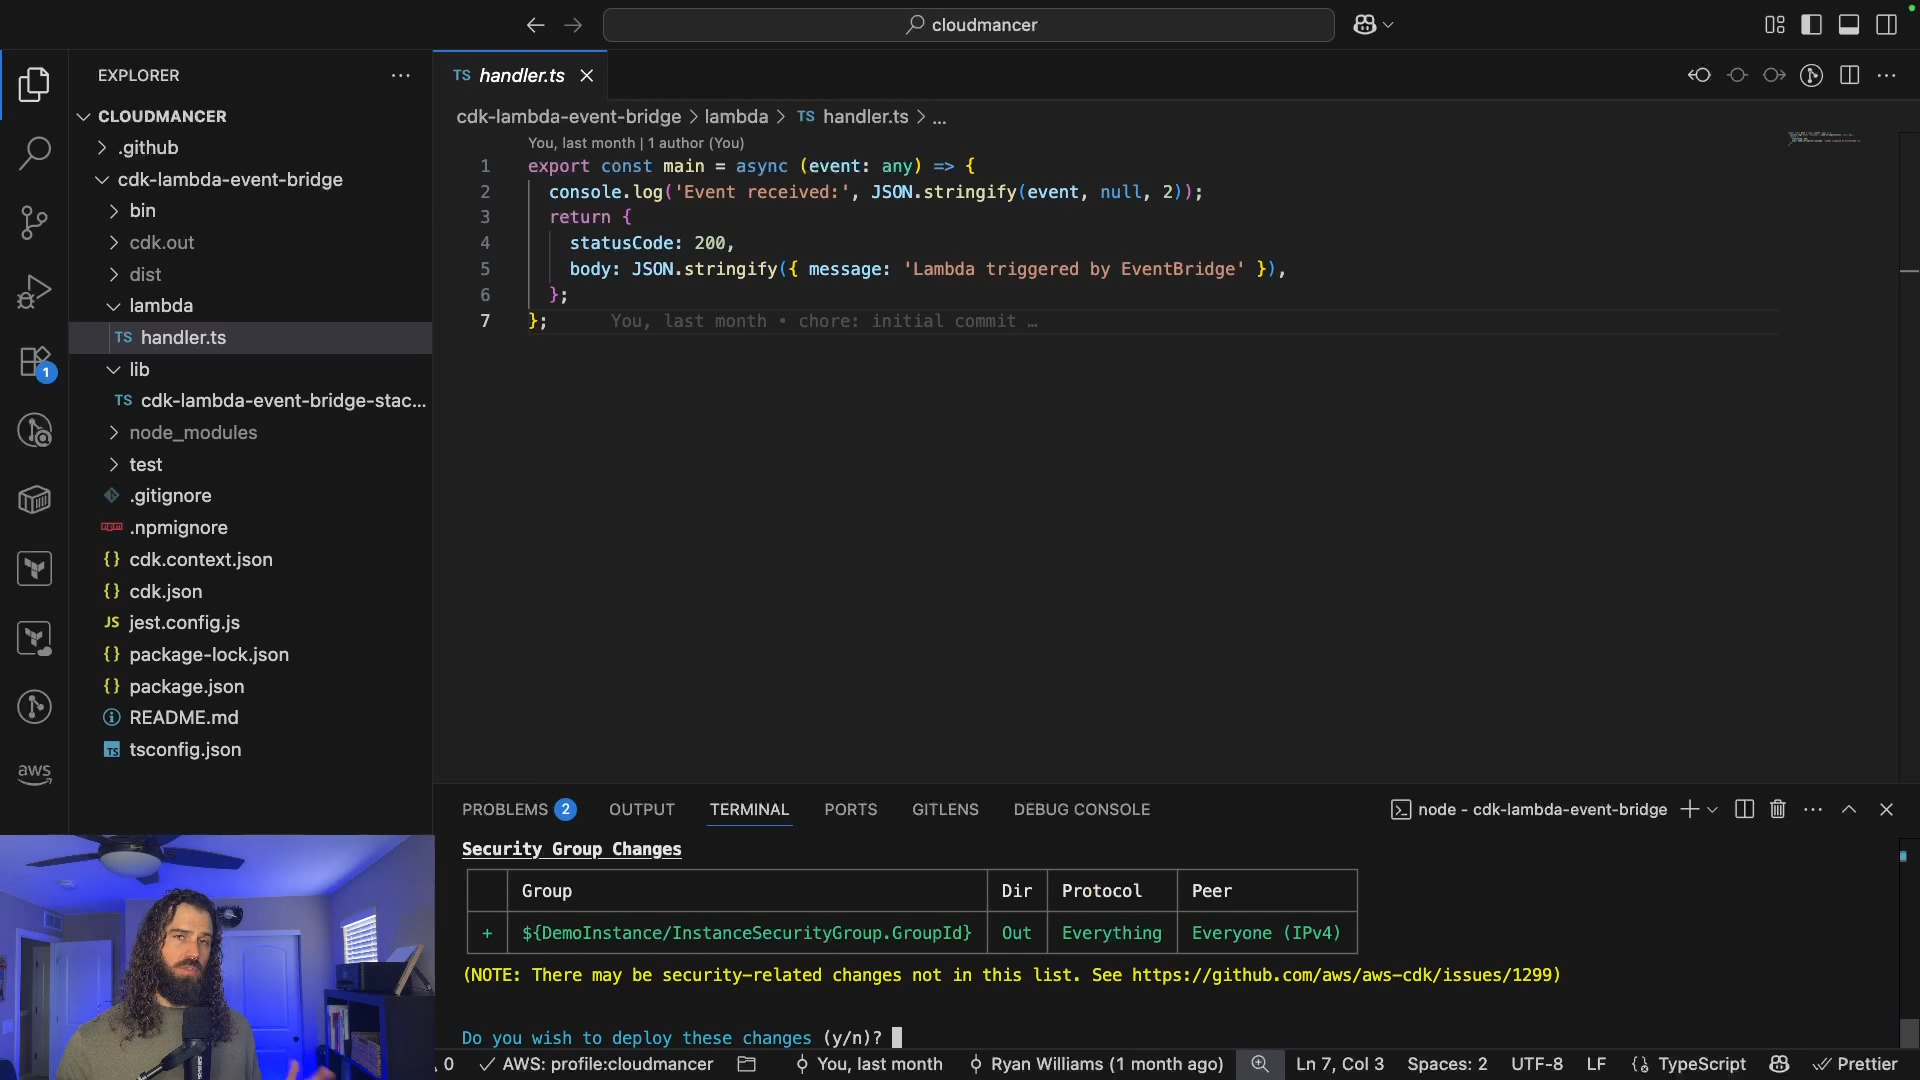 cloudmancer
EXPLORER
CLOUDMANCER
.github
cdk-lambda-event-bridge
bin
cdk.out
dist
lambda
TS handler.ts
lib
TS cdk-lambda-event-bridge-stac...
node_modules
test
.gitignore
.npmignore
{} cdk.context.json
{} cdk.json
JS jest.config.js
{} package-lock.json
{} package.json
README.md
TS tsconfig.json
1
aws
TS handler.ts
cdk-lambda-event-bridge > lambda > TS handler.ts > ...
You, last month | 1 author (You)
1 export const main = async (event: any) => {
2 console.log('Event received:', JSON.stringify(event, null, 2));
3 return {
4 statusCode: 200,
5 body: JSON.stringify({ message: 'Lambda triggered by EventBridge' }),
6 };
7 }; You, last month • chore: initial commit …
PROBLEMS 2 OUTPUT TERMINAL PORTS GITLENS DEBUG CONSOLE node - cdk-lambda-event-bridge
Security Group Changes
Group Dir Protocol Peer
+ ${DemoInstance/InstanceSecurityGroup.GroupId} Out Everything Everyone (IPv4)
(NOTE: There may be security-related changes not in this list. See https://github.com/aws/aws-cdk/issues/1299)
Do you wish to deploy these changes (y/n)?
0 AWS: profile:cloudmancer You, last month Ryan Williams (1 month ago) Ln 7, Col 3 Spaces: 2 UTF-8 LF {} TypeScript Prettier